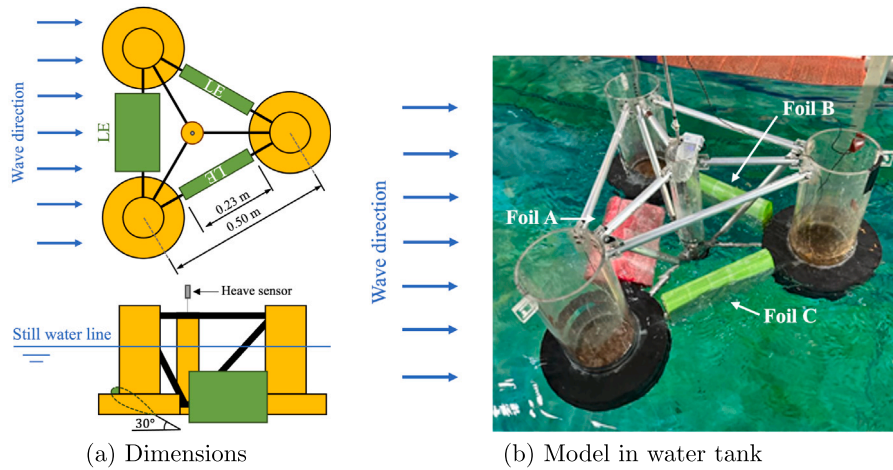 Wave direction
LE
LE
LE
0.23 m
0.50 m
Heave sensor
Still water line
30°
(a) Dimensions
Wave direction
Foil B
Foil A
Foil C
(b) Model in water tank